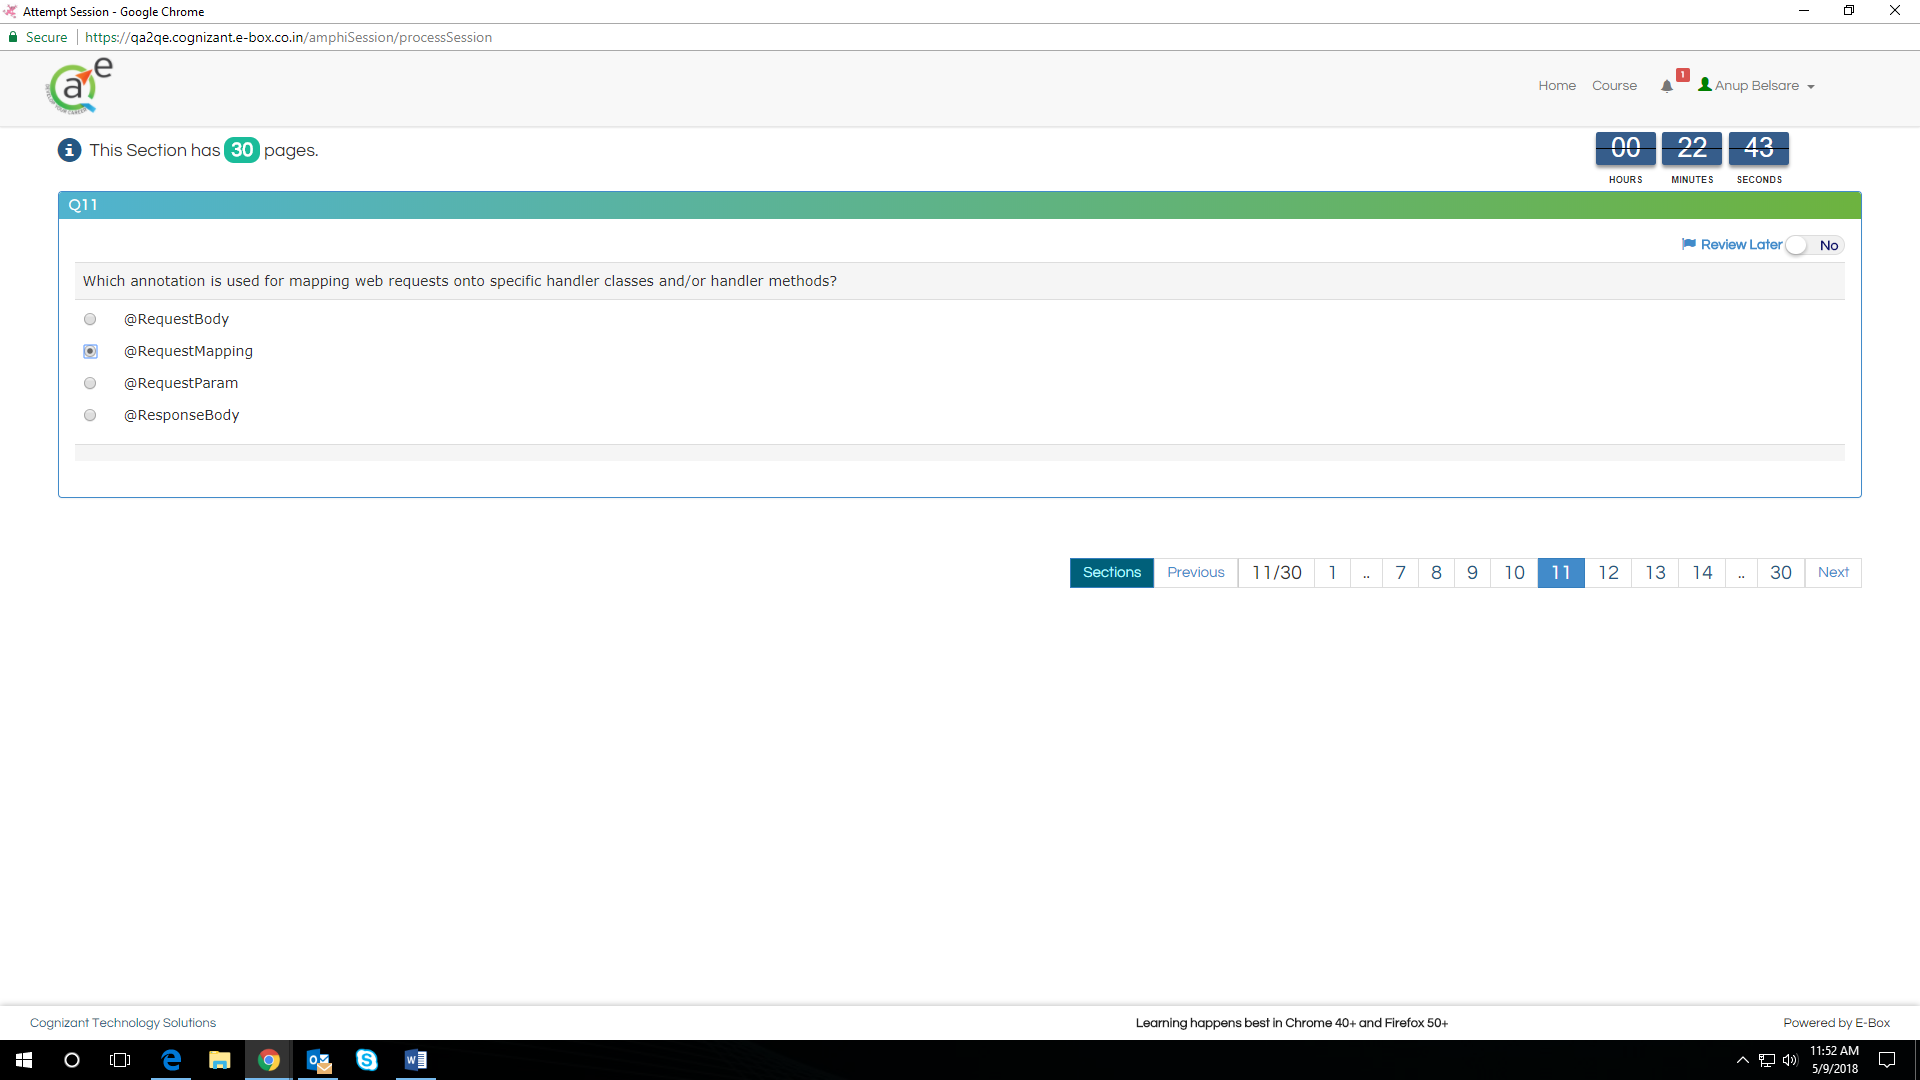 Attempt Session - Google Chrome
Secure https://qa2qe.cognizant.e-box.co.in/amphiSession/processSession
a e
Home Course 1 Anup Belsare
This Section has 30 pages.
00 22 43
HOURS MINUTES SECONDS
Q11
Review Later No
Which annotation is used for mapping web requests onto specific handler classes and/or handler methods?
@RequestBody
@RequestMapping
@RequestParam
@ResponseBody
Sections Previous 11/30 1 .. 7 8 9 10 11 12 13 14 .. 30 Next
Cognizant Technology Solutions Learning happens best in Chrome 40+ and Firefox 50+ Powered by E-Box
11:52 AM
5/9/2018